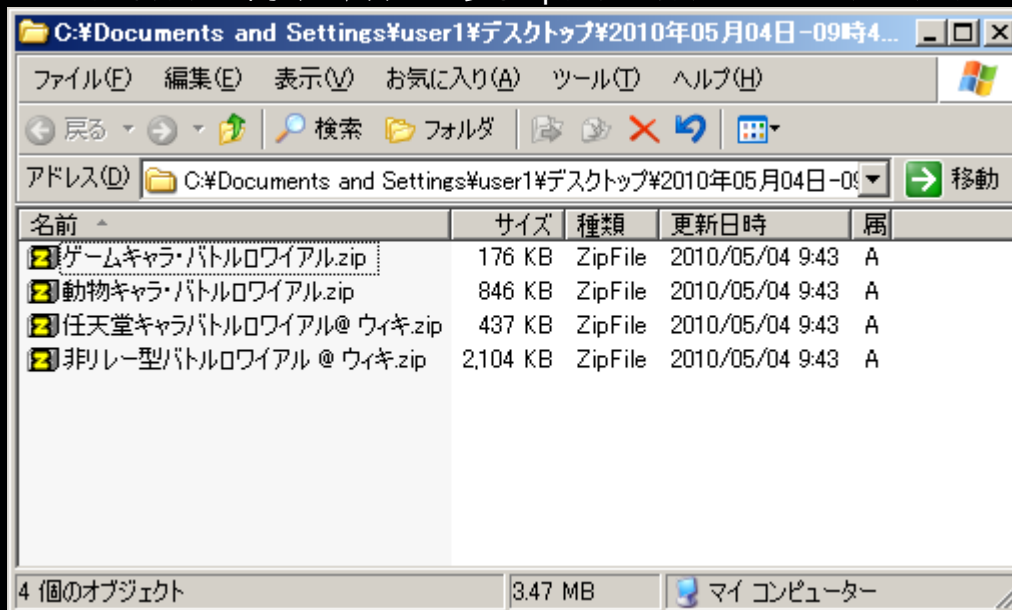 C:¥Documents and Settings¥user1¥デスクトップ¥2010年05月04日-09時4...
ファイル(F) 編集(E) 表示(V) お気に入り(A) ツール(T) ヘルプ(H)
戻る 検索 フォルダ
アドレス(D) C:¥Documents and Settings¥user1¥デスクトップ¥2010年05月04日-09 移動
名前 サイズ 種類 更新日時 属
ゲームキャラ・バトルロワイアル.zip 176 KB ZipFile 2010/05/04 9:43 A
動物キャラ・バトルロワイアル.zip 846 KB ZipFile 2010/05/04 9:43 A
任天堂キャラバトルロワイアル@ ウィキ.zip 437 KB ZipFile 2010/05/04 9:43 A
非リレー型バトルロワイアル @ ウィキ.zip 2,104 KB ZipFile 2010/05/04 9:43 A
4 個のオブジェクト 3.47 MB マイ コンピューター